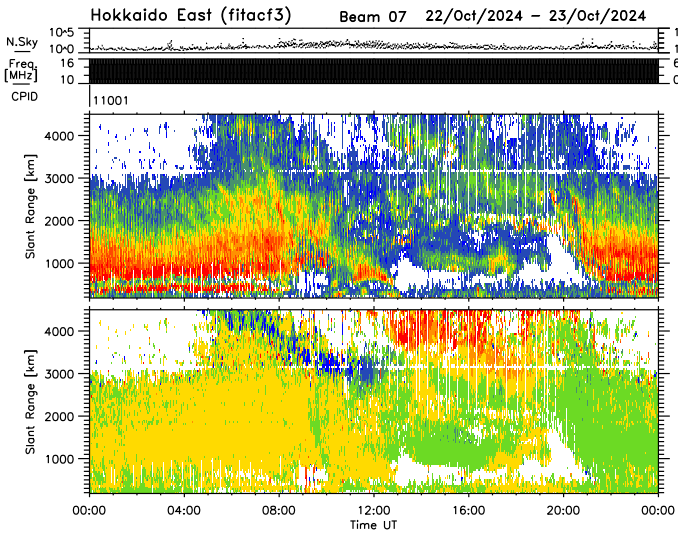 Hokkaido East (fitacf3) Beam 07 22/Oct/2024 - 23/Oct/2024
N.Sky
10^5
10^0
Freq.
[MHz]
16
10
CPID
11001
Slant Range [km]
4000
3000
2000
1000
Slant Range [km]
4000
3000
2000
1000
00:00 04:00 08:00 12:00 16:00 20:00 00:00
Time UT